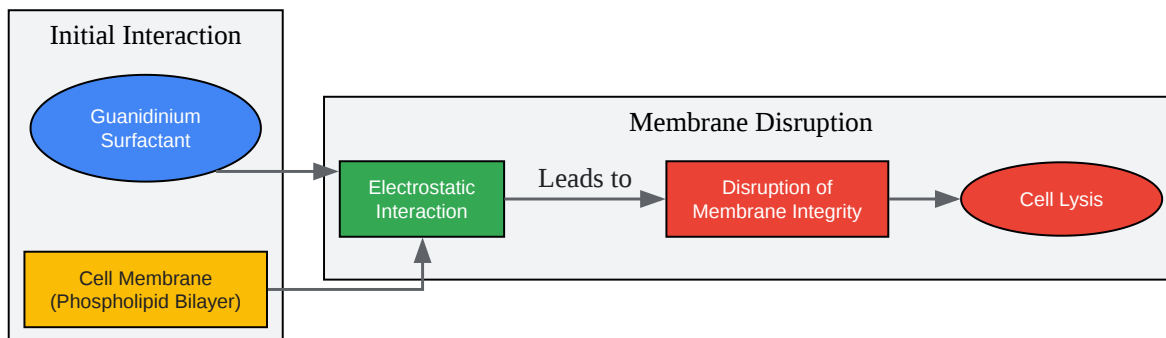 Initial Interaction
Guanidinium
Surfactant
Cell Membrane
(Phospholipid Bilayer)
Membrane Disruption
Electrostatic
Interaction
Leads to
Disruption of
Membrane Integrity
Cell Lysis